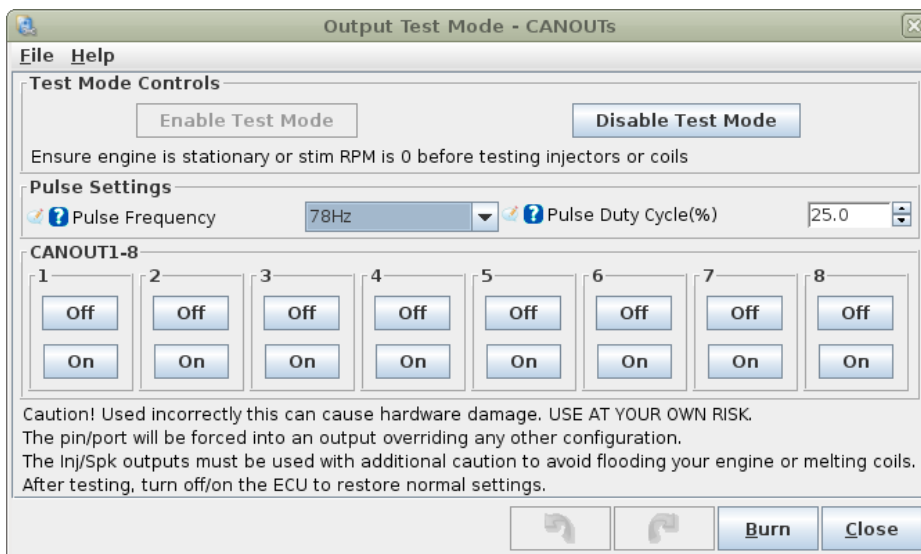 Output Test Mode - CANOUTs
File Help
Test Mode Controls
Enable Test Mode Disable Test Mode
Ensure engine is stationary or stim RPM is 0 before testing injectors or coils
Pulse Settings
Pulse Frequency 78Hz Pulse Duty Cycle(%) 25.0
CANOUT1-8
1 2 3 4 5 6 7 8
Off Off Off Off Off Off Off Off
On On On On On On On On
Caution! Used incorrectly this can cause hardware damage. USE AT YOUR OWN RISK.
The pin/port will be forced into an output overriding any other configuration.
The Inj/Spk outputs must be used with additional caution to avoid flooding your engine or melting coils.
After testing, turn off/on the ECU to restore normal settings.
Burn Close